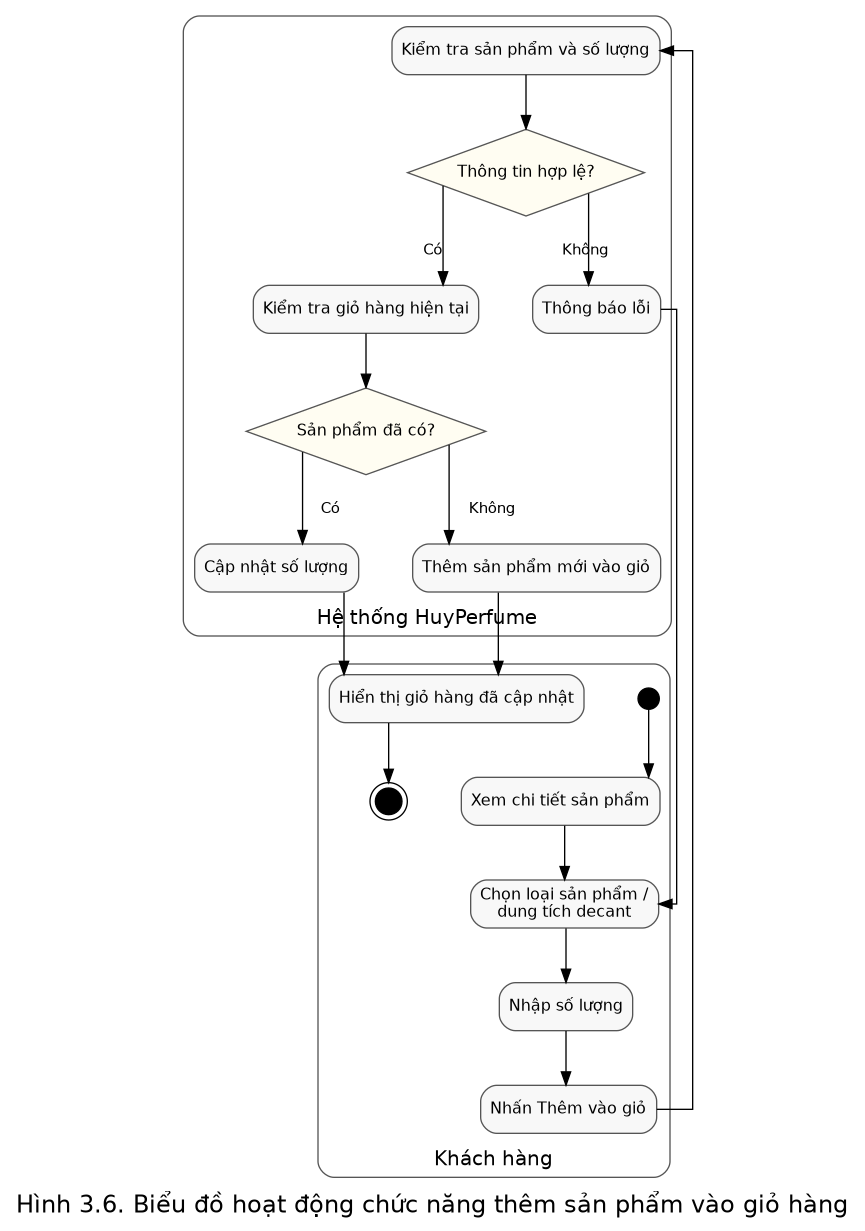 Kiểm tra sản phẩm và số lượng
Thông tin hợp lệ?
Có
Không
Kiểm tra giỏ hàng hiện tại
Thông báo lỗi
Sản phẩm đã có?
Có
Không
Cập nhật số lượng
Thêm sản phẩm mới vào giỏ
Hệ thống HuyPerfume
Hiển thị giỏ hàng đã cập nhật
Xem chi tiết sản phẩm
Chọn loại sản phẩm /
dung tích decant
Nhập số lượng
Nhấn Thêm vào giỏ
Khách hàng
Hình 3.6. Biểu đồ hoạt động chức năng thêm sản phẩm vào giỏ hàng